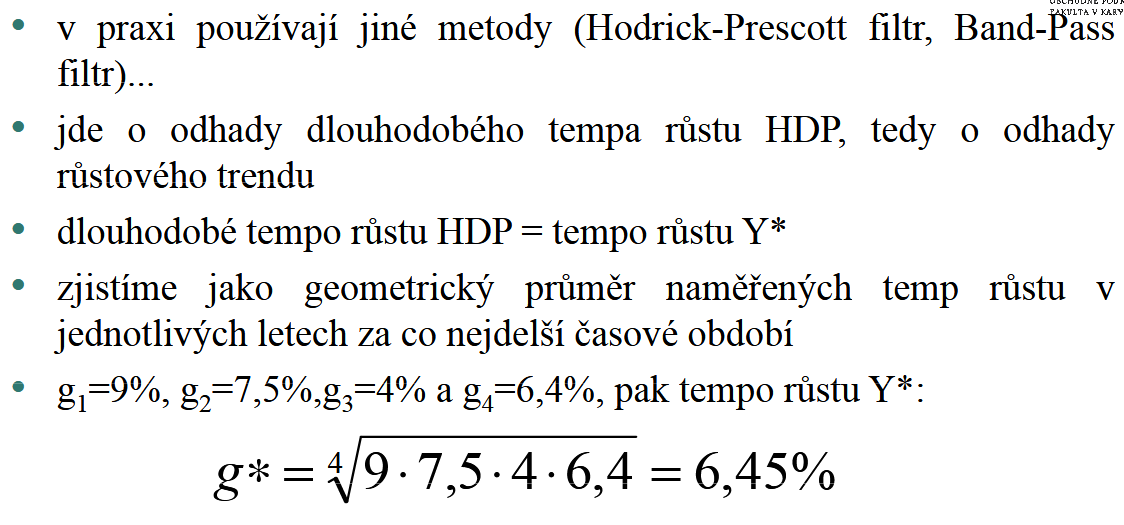 FAKULTA V KARV
• v praxi používají jiné metody (Hodrick-Prescott filtr, Band-Pass
filtr)...
• jde o odhady dlouhodobého tempa růstu HDP, tedy o odhady
růstového trendu
• dlouhodobé tempo růstu HDP = tempo růstu Y*
• zjistíme jako geometrický průměr naměřených temp růstu v
jednotlivých letech za co nejdelší časové období
• g₁=9%, g₂=7,5%,g₃=4% a g₄=6,4%, pak tempo růstu Y*:
g* = ∜(9 · 7,5 · 4 · 6,4) = 6,45%